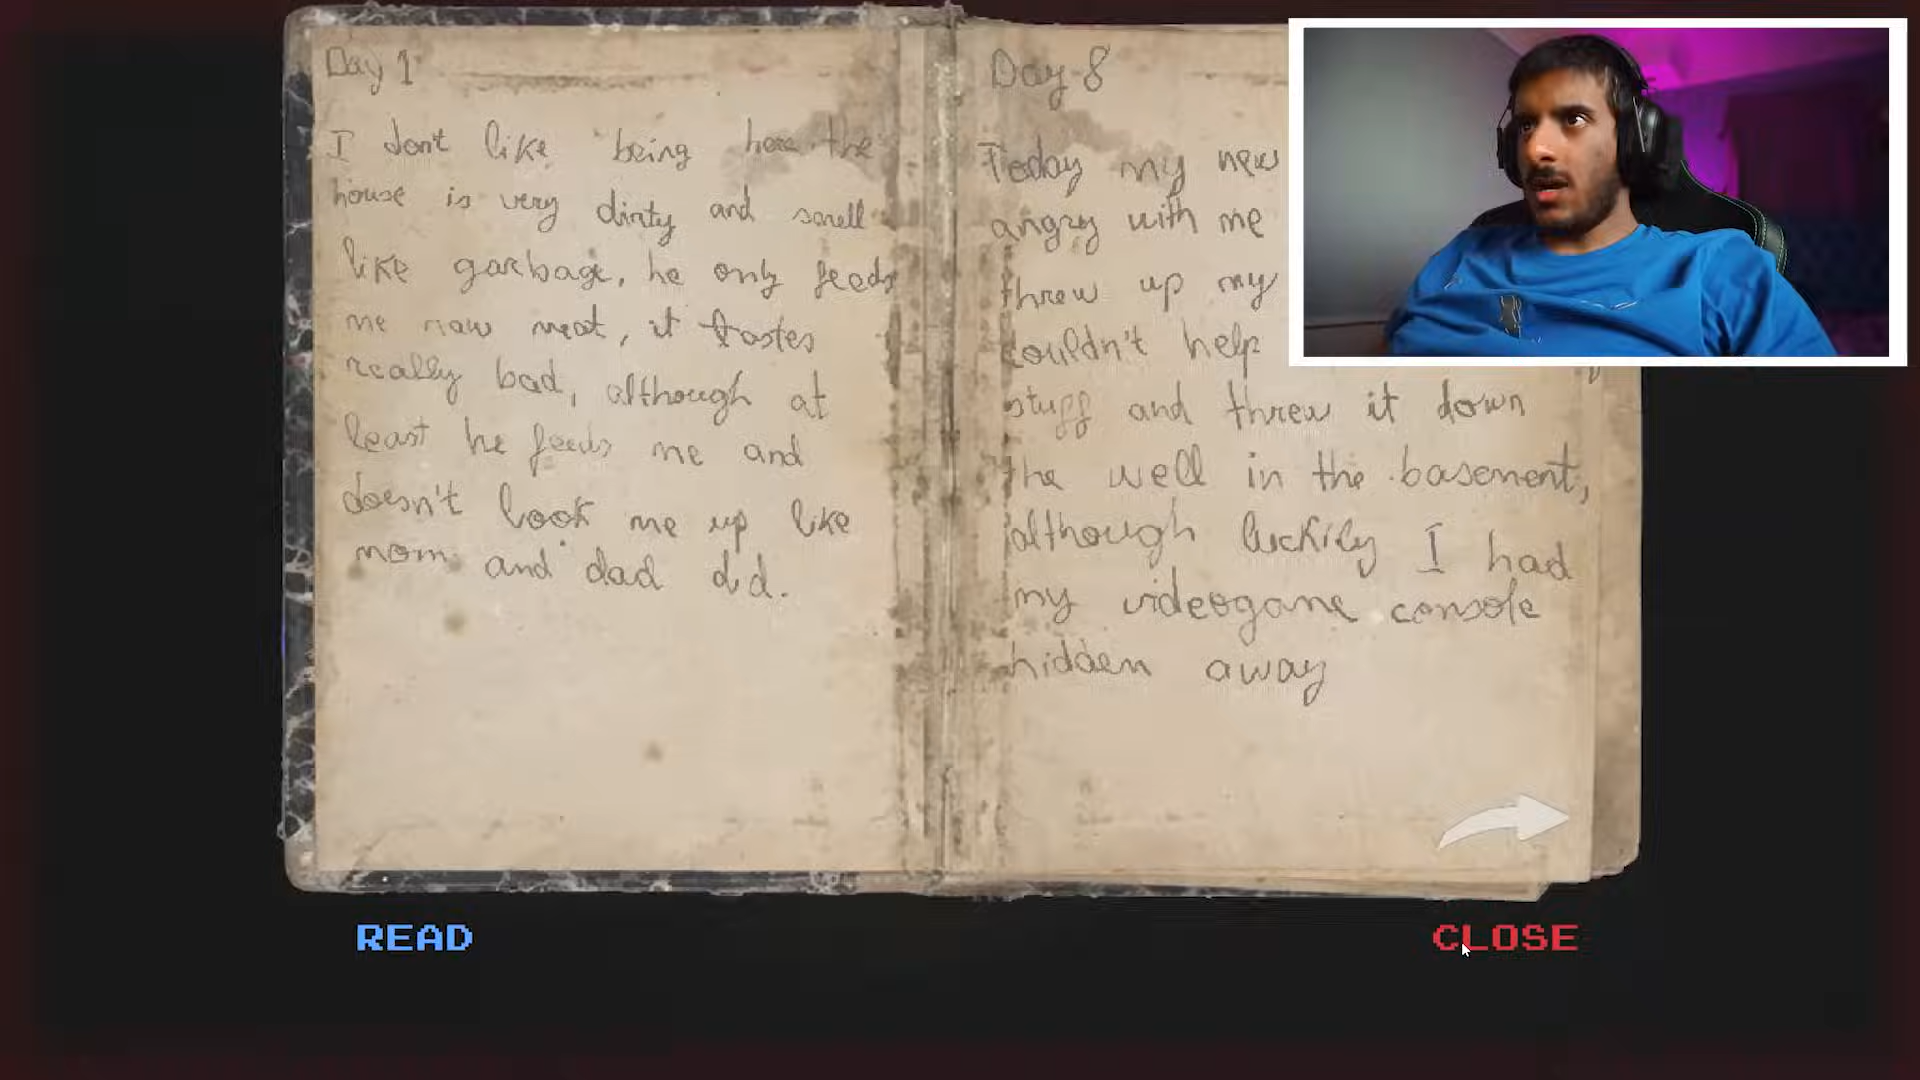 Day 1
I don't like being here the
house is very dirty and smell
like garbage, he only feeds
me raw meat, it tastes
really bad, although at
least he feeds me and
doesn't lock me up like
mom and dad did.
Day 8
Today my new
angry with me
threw up my
couldn't help
stuff and threw it down
the well in the basement,
although luckily I had
my videogame console
hidden away
READ
CLOSE